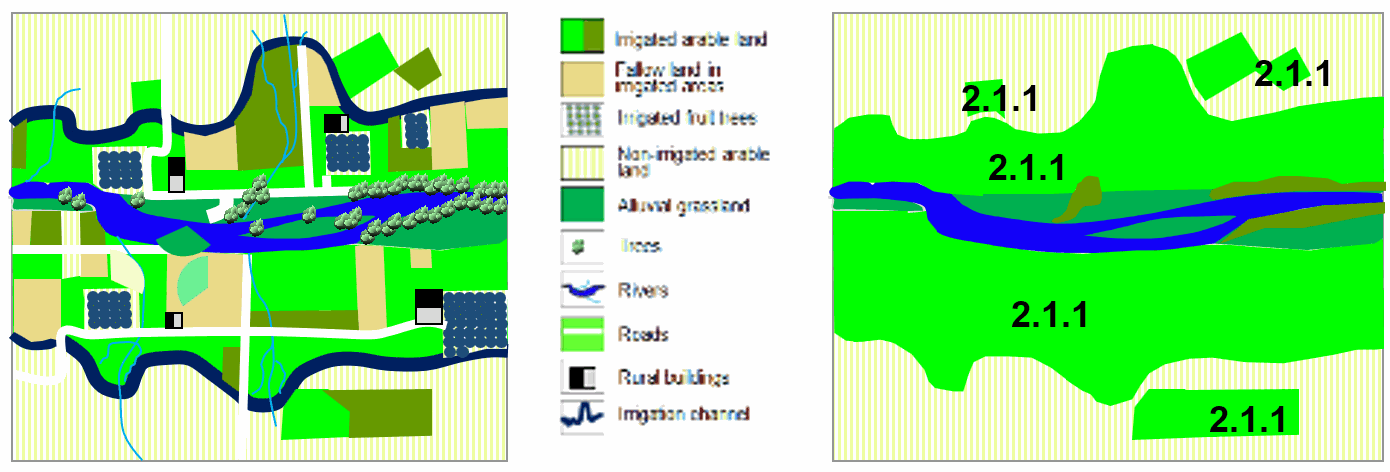 Irrigated arable land
Fallow land in
irrigated areas
Irrigated fruit trees
Non-irrigated arable
land
Alluvial grassland
Trees
Rivers
Roads
Rural buildings
Irrigation channel
2.1.1
2.1.1
2.1.1
2.1.1
2.1.1